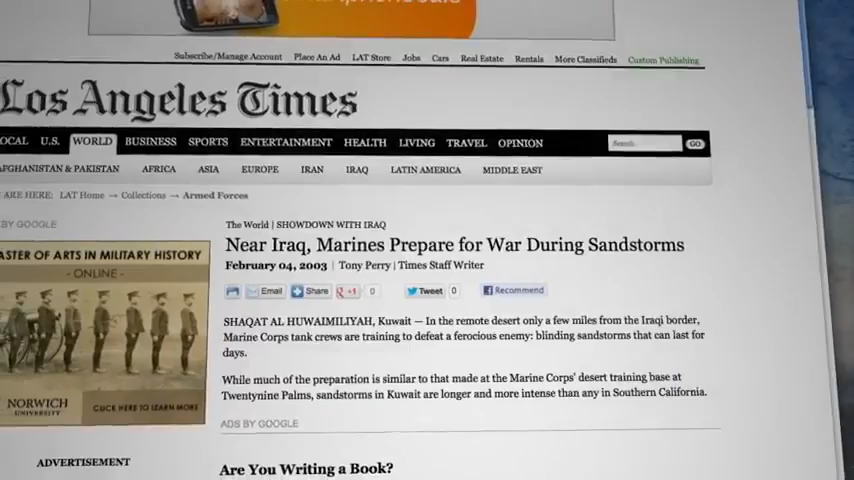 Subscribe/Manage Account Place An Ad LAT Store Jobs Cars Real Estate Rentals More Classifieds Custom Publishing
Los Angeles Times
OCAL U.S. WORLD BUSINESS SPORTS ENTERTAINMENT HEALTH LIVING TRAVEL OPINION Search GO
AFGHANISTAN & PAKISTAN AFRICA ASIA EUROPE IRAN IRAQ LATIN AMERICA MIDDLE EAST
ARE HERE: LAT Home → Collections → Armed Forces
BY GOOGLE
The World | SHOWDOWN WITH IRAQ
Near Iraq, Marines Prepare for War During Sandstorms
February 04, 2003 | Tony Perry | Times Staff Writer
Email Share +1 0 Tweet 0 Recommend
SHAQAT AL HUWAIMILIYAH, Kuwait — In the remote desert only a few miles from the Iraqi border,
Marine Corps tank crews are training to defeat a ferocious enemy: blinding sandstorms that can last for
days.
While much of the preparation is similar to that made at the Marine Corps' desert training base at
Twentynine Palms, sandstorms in Kuwait are longer and more intense than any in Southern California.
ADS BY GOOGLE
Are You Writing a Book?
ASTER OF ARTS IN MILITARY HISTORY
- ONLINE -
NORWICH
UNIVERSITY
CLICK HERE TO LEARN MORE
ADVERTISEMENT